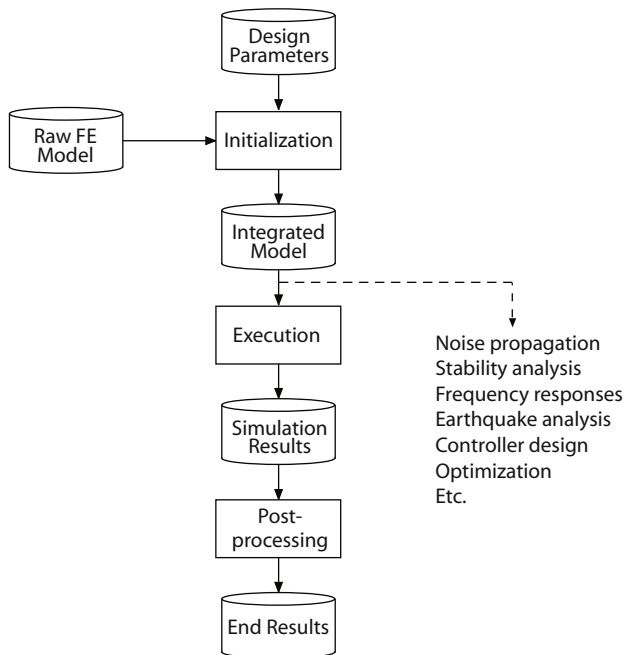 Design
Parameters
Raw FE
Model
Initialization
Integrated
Model
Execution
Noise propagation
Stability analysis
Frequency responses
Earthquake analysis
Controller design
Optimization
Etc.
Simulation
Results
Post-
processing
End Results